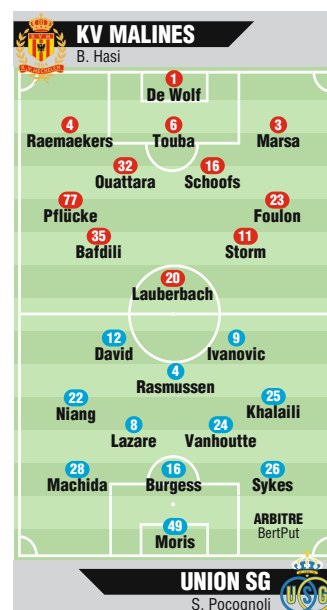 KV MALINES
B. Hasi
1
De Wolf
4 6 3
Raemaekers Touba Marsa
32 16
Ouattara Schoofs
77 23
Pflücke Foulon
35 11
Bafdili Storm
20
Lauberbach
12 9
David Ivanovic
4
Rasmussen
22 25
Niang Khalaili
8 24
Lazare Vanhoutte
28 16 26
Machida Burgess Sykes
49
Moris
ARBITRE
BertPut
UNION SG
S. Pocognoli